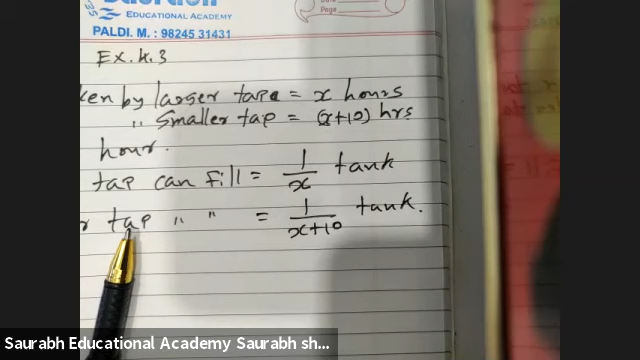 EDUCATIONAL ACADEMY
PALDI. M. : 98245 31431
Page
Ex. 4.3
ken by larger tap = x hours
" Smaller tap = (x+10) hrs
hour.
tap can fill = 1/x tank
r tap " " = 1/x+10 tank.
Saurabh Educational Academy Saurabh sh...